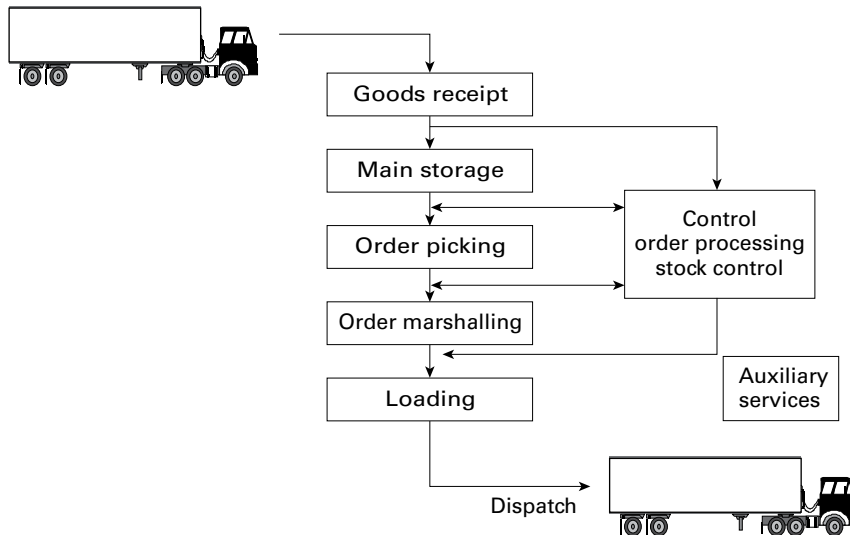 Goods receipt
Main storage
Order picking
Order marshalling
Loading
Control
order processing
stock control
Auxiliary
services
Dispatch